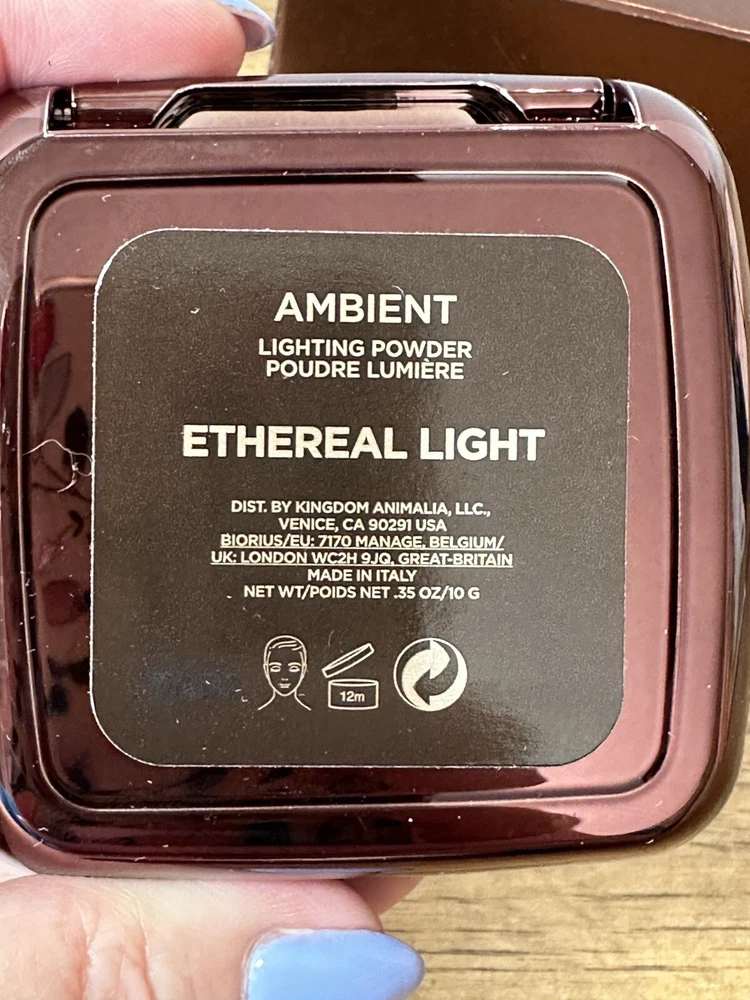 AMBIENT
LIGHTING POWDER
POUDRE LUMIÈRE
ETHEREAL LIGHT
DIST. BY KINGDOM ANIMALIA, LLC.,
VENICE, CA 90291 USA
BIORIUS/EU: 7170 MANAGE, BELGIUM/
UK: LONDON WC2H 9JQ, GREAT-BRITAIN
MADE IN ITALY
NET WT/POIDS NET .35 OZ/10 G
12m